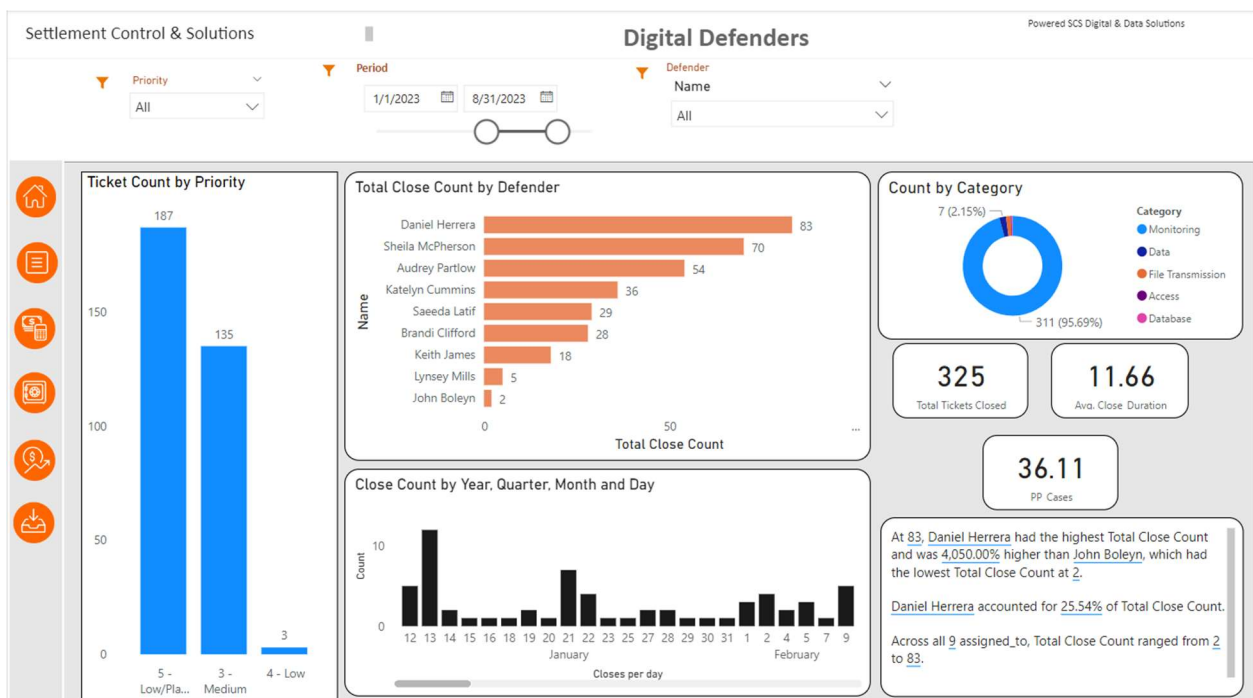 Settlement Control & Solutions
Digital Defenders
Powered SCS Digital & Data Solutions
Priority
All
Period
1/1/2023
8/31/2023
Defender
Name
All
Ticket Count by Priority
187
135
3
150
100
50
0
5 -
Low/Pla...
3 -
Medium
4 - Low
Total Close Count by Defender
Name
Daniel Herrera 83
Sheila McPherson 70
Audrey Partlow 54
Katelyn Cummins 36
Saeeda Latif 29
Brandi Clifford 28
Keith James 18
Lynsey Mills 5
John Boleyn 2
0 50 ...
Total Close Count
Close Count by Year, Quarter, Month and Day
Count
10
0
12 13 14 15 16 18 19 20 21 22 23 25 27 28 29 30 31 1 2 4 5 7 9
January February
Closes per day
Count by Category
7 (2.15%)
311 (95.69%)
Category
Monitoring
Data
File Transmission
Access
Database
325
Total Tickets Closed
11.66
Avg. Close Duration
36.11
PP Cases
At 83, Daniel Herrera had the highest Total Close Count
and was 4,050.00% higher than John Boleyn, which had
the lowest Total Close Count at 2.
Daniel Herrera accounted for 25.54% of Total Close Count.
Across all 9 assigned_to, Total Close Count ranged from 2
to 83.